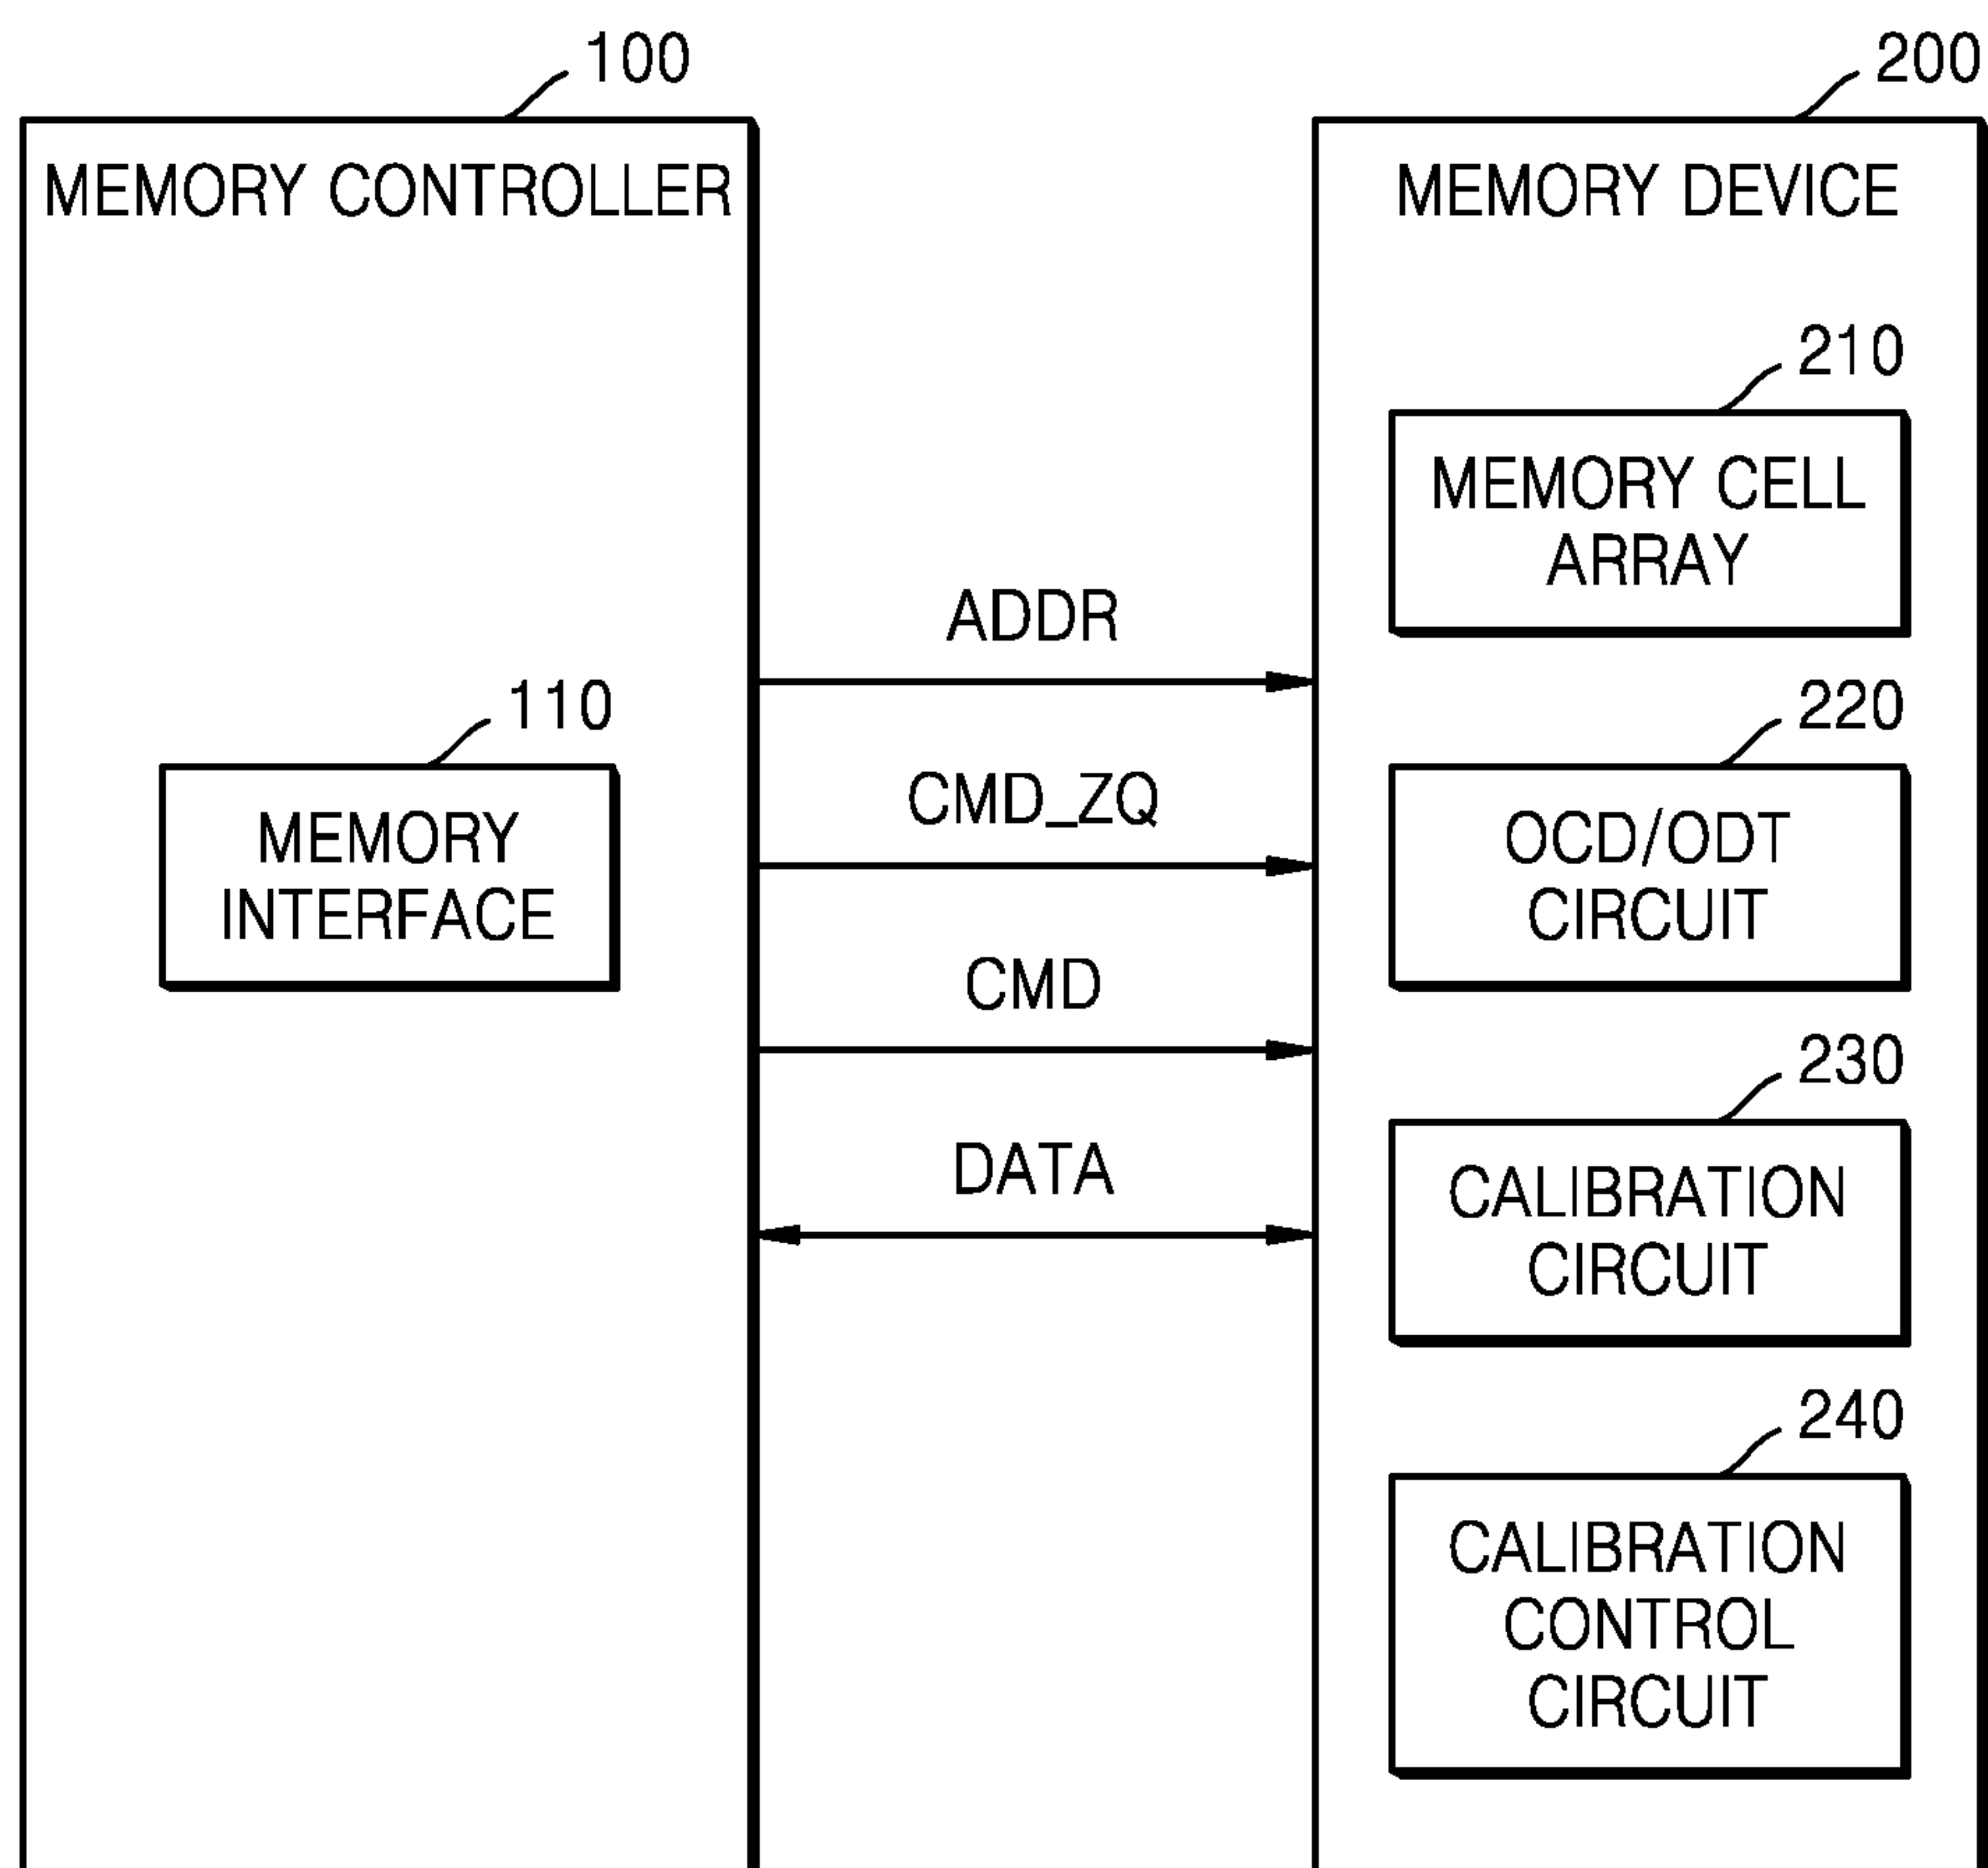 100
MEMORY CONTROLLER
110
MEMORY
INTERFACE
ADDR
CMD_ZQ
CMD
DATA
200
MEMORY DEVICE
210
MEMORY CELL
ARRAY
220
OCD/ODT
CIRCUIT
230
CALIBRATION
CIRCUIT
240
CALIBRATION
CONTROL
CIRCUIT